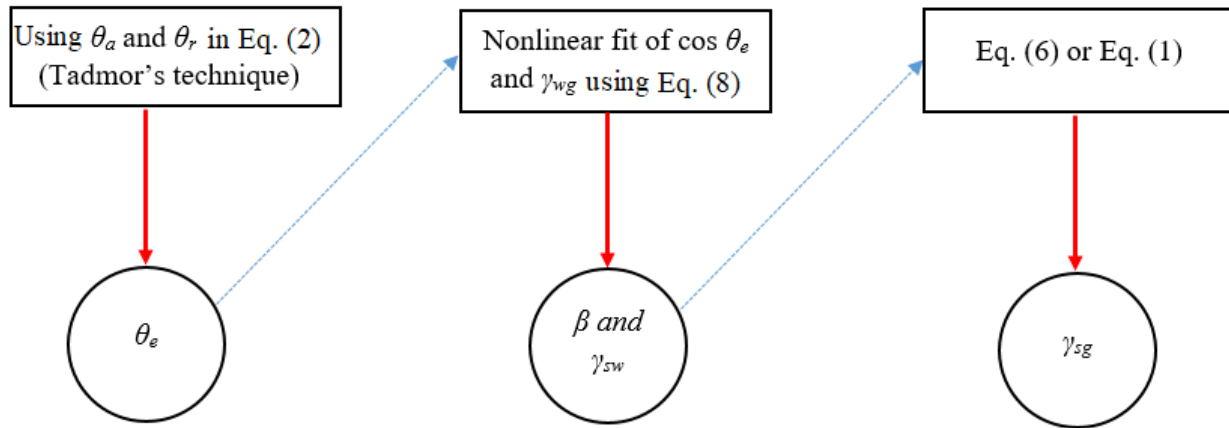 Using θa and θr in Eq. (2)
(Tadmor's technique)
Nonlinear fit of cos θe
and γwg using Eq. (8)
Eq. (6) or Eq. (1)
θe
β and
γsw
γsg